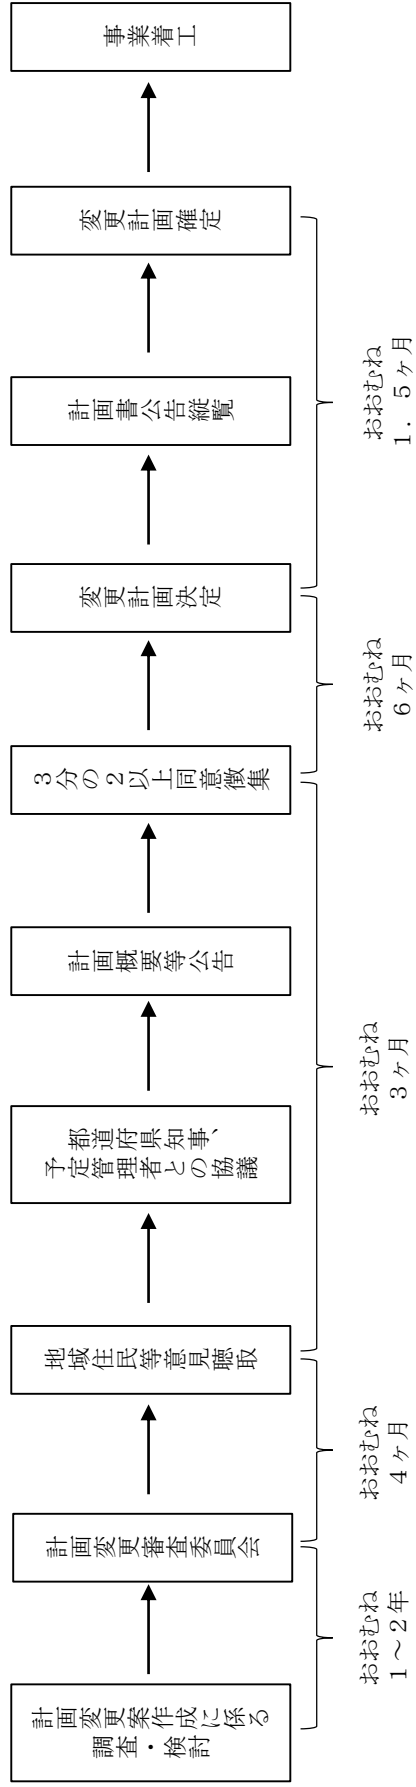 計画変更案作成に係る
調査・検討
計画変更審査委員会
地域住民等意見聴取
都道府県知事、
予定管理者との協議
計画概要等公告
３分の２以上同意徴集
変更計画決定
計画書公告縦覧
変更計画確定
事業着工
おおむね
１～２年
おおむね
４ヶ月
おおむね
３ヶ月
おおむね
６ヶ月
おおむね
１．５ヶ月